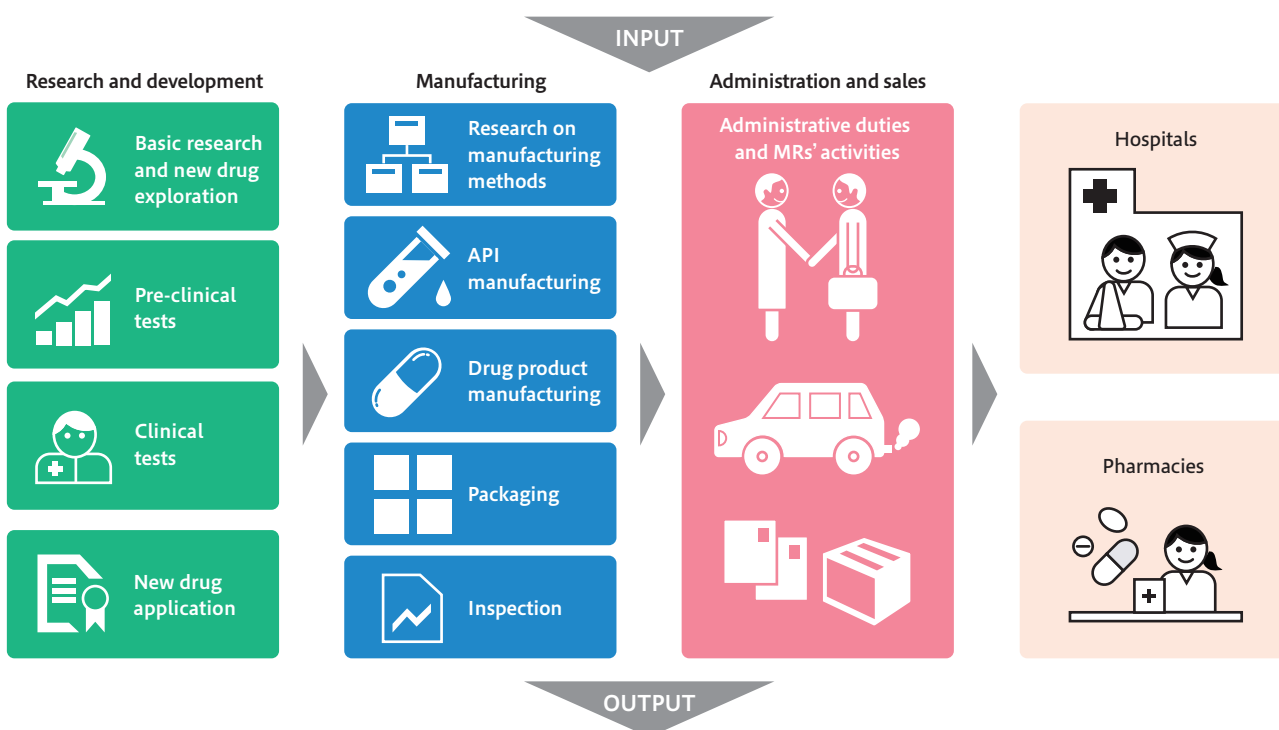 INPUT
Research and development
Basic research
and new drug
exploration
Pre-clinical
tests
Clinical
tests
New drug
application
Manufacturing
Research on
manufacturing
methods
API
manufacturing
Drug product
manufacturing
Packaging
Inspection
Administration and sales
Administrative duties
and MRs’ activities
Hospitals
Pharmacies
OUTPUT